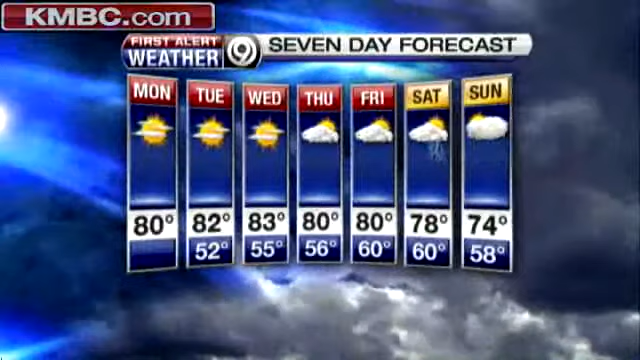 KMBC.com
FIRST ALERT
WEATHER 9
SEVEN DAY FORECAST
MON TUE WED THU FRI SAT SUN
80° 82° 83° 80° 80° 78° 74°
52° 55° 56° 60° 60° 58°